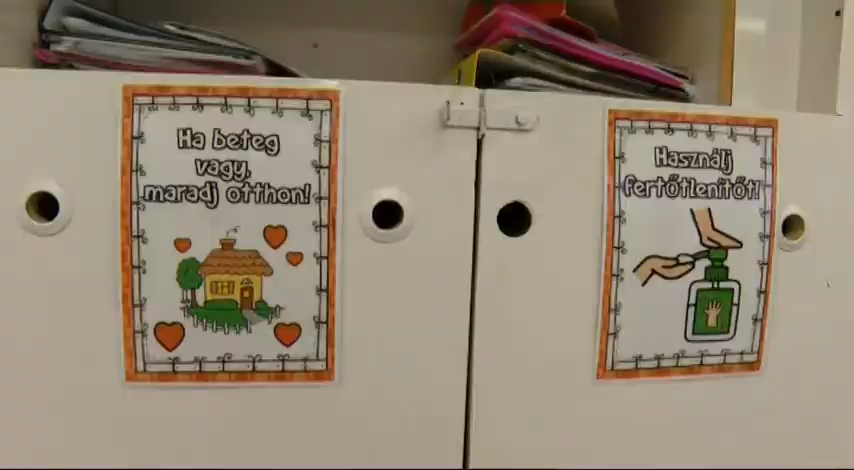 Ha beteg
vagy,
maradj otthon!
Használj
fertőtlenítőt!